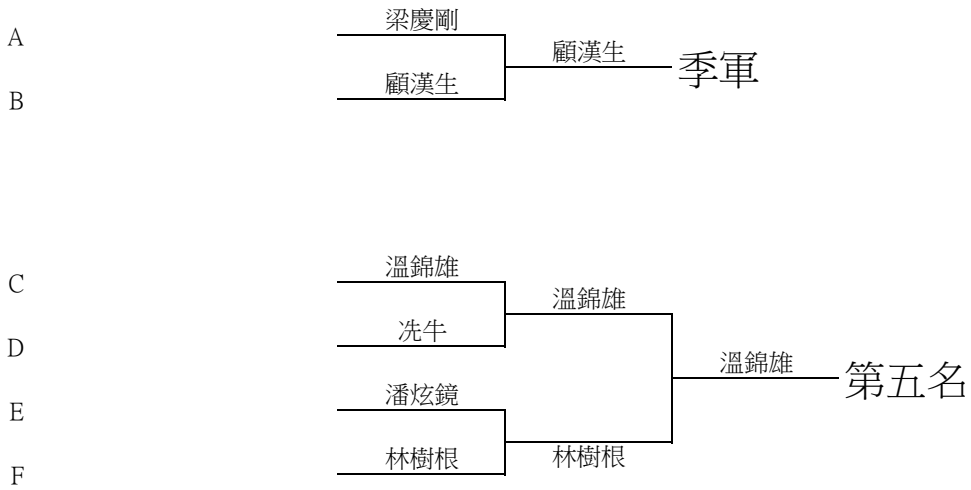 A 梁慶剛
顧漢生 季軍
B 顧漢生
C 溫錦雄
溫錦雄
D 冼牛
溫錦雄 第五名
E 潘炫鏡
F 林樹根 林樹根